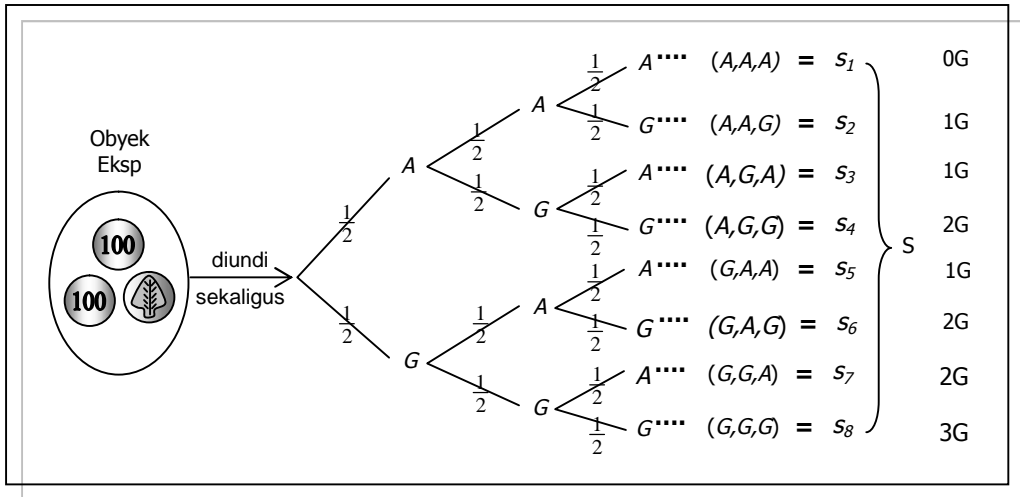 Obyek
Eksp
100
100
diundi
sekaligus
1/2 A 1/2 A 1/2 A (A,A,A) = s1 0G
1/2 G (A,A,G) = s2 1G
1/2 G 1/2 A (A,G,A) = s3 1G
1/2 G (A,G,G) = s4 2G
S
1/2 G 1/2 A 1/2 A (G,A,A) = s5 1G
1/2 G (G,A,G) = s6 2G
1/2 G 1/2 A (G,G,A) = s7 2G
1/2 G (G,G,G) = s8 3G